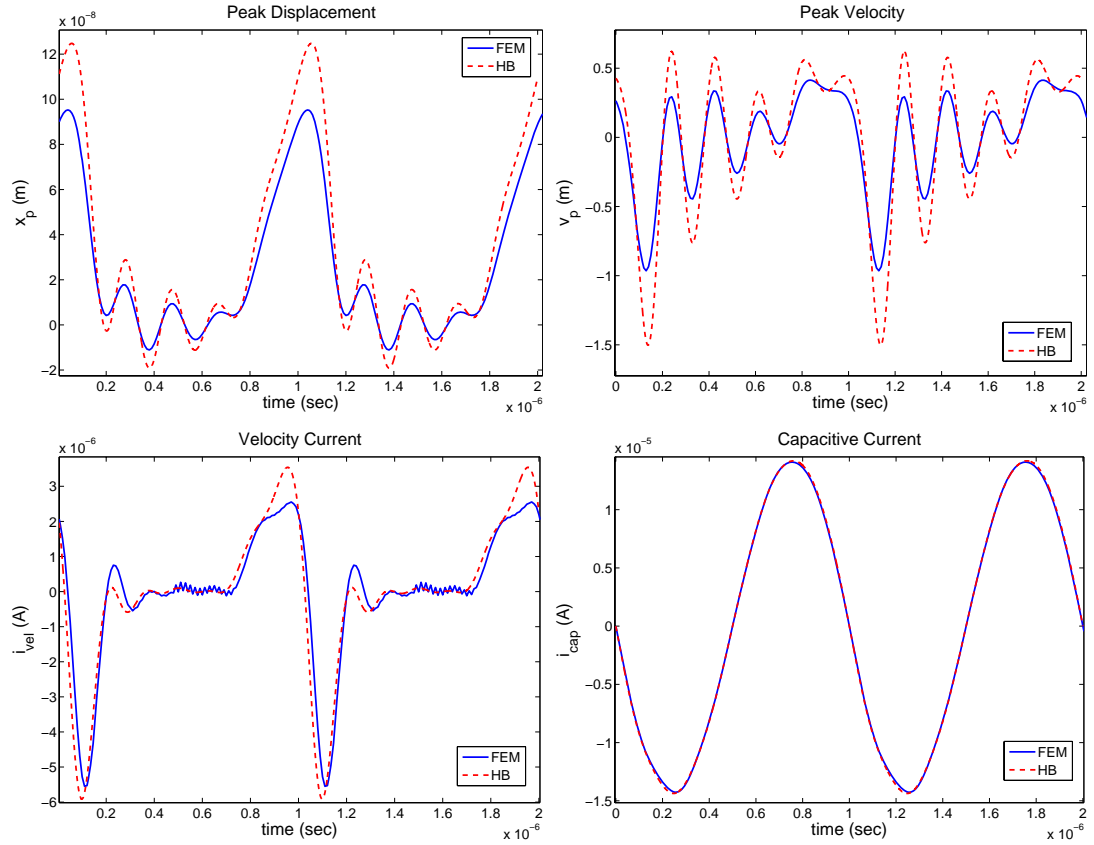 Peak Displacement
x 10⁻⁸
12
10
8
6
4
2
0
−2
x_p (m)
0.2 0.4 0.6 0.8 1 1.2 1.4 1.6 1.8 2
time (sec)
x 10⁻⁶
FEM
HB
Peak Velocity
0.5
0
−0.5
−1
−1.5
v_p (m)
0 0.2 0.4 0.6 0.8 1 1.2 1.4 1.6 1.8 2
time (sec)
x 10⁻⁶
FEM
HB
Velocity Current
x 10⁻⁶
3
2
1
0
−1
−2
−3
−4
−5
−6
i_vel (A)
0.2 0.4 0.6 0.8 1 1.2 1.4 1.6 1.8 2
time (sec)
x 10⁻⁶
FEM
HB
Capacitive Current
x 10⁻⁵
1
0.5
0
−0.5
−1
−1.5
i_cap (A)
0 0.2 0.4 0.6 0.8 1 1.2 1.4 1.6 1.8 2
time (sec)
x 10⁻⁶
FEM
HB